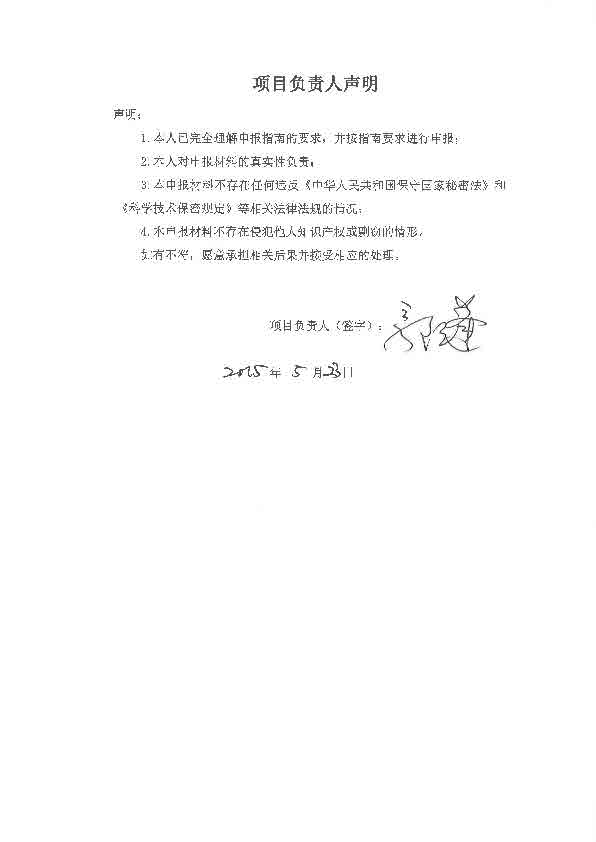 项目负责人声明
声明：
1.本人已完全理解申报指南的要求，并按指南要求进行申报；
2.本人对申报材料的真实性负责；
3.本申报材料不存在任何违反《中华人民共和国保守国家秘密法》和
《科学技术保密规定》等相关法律法规的情况；
4.本申报材料不存在侵犯他人知识产权或剽窃的情形。
如有不符，愿意承担相关后果并接受相应的处理。
项目负责人（签字）：
2015年 5 月23日